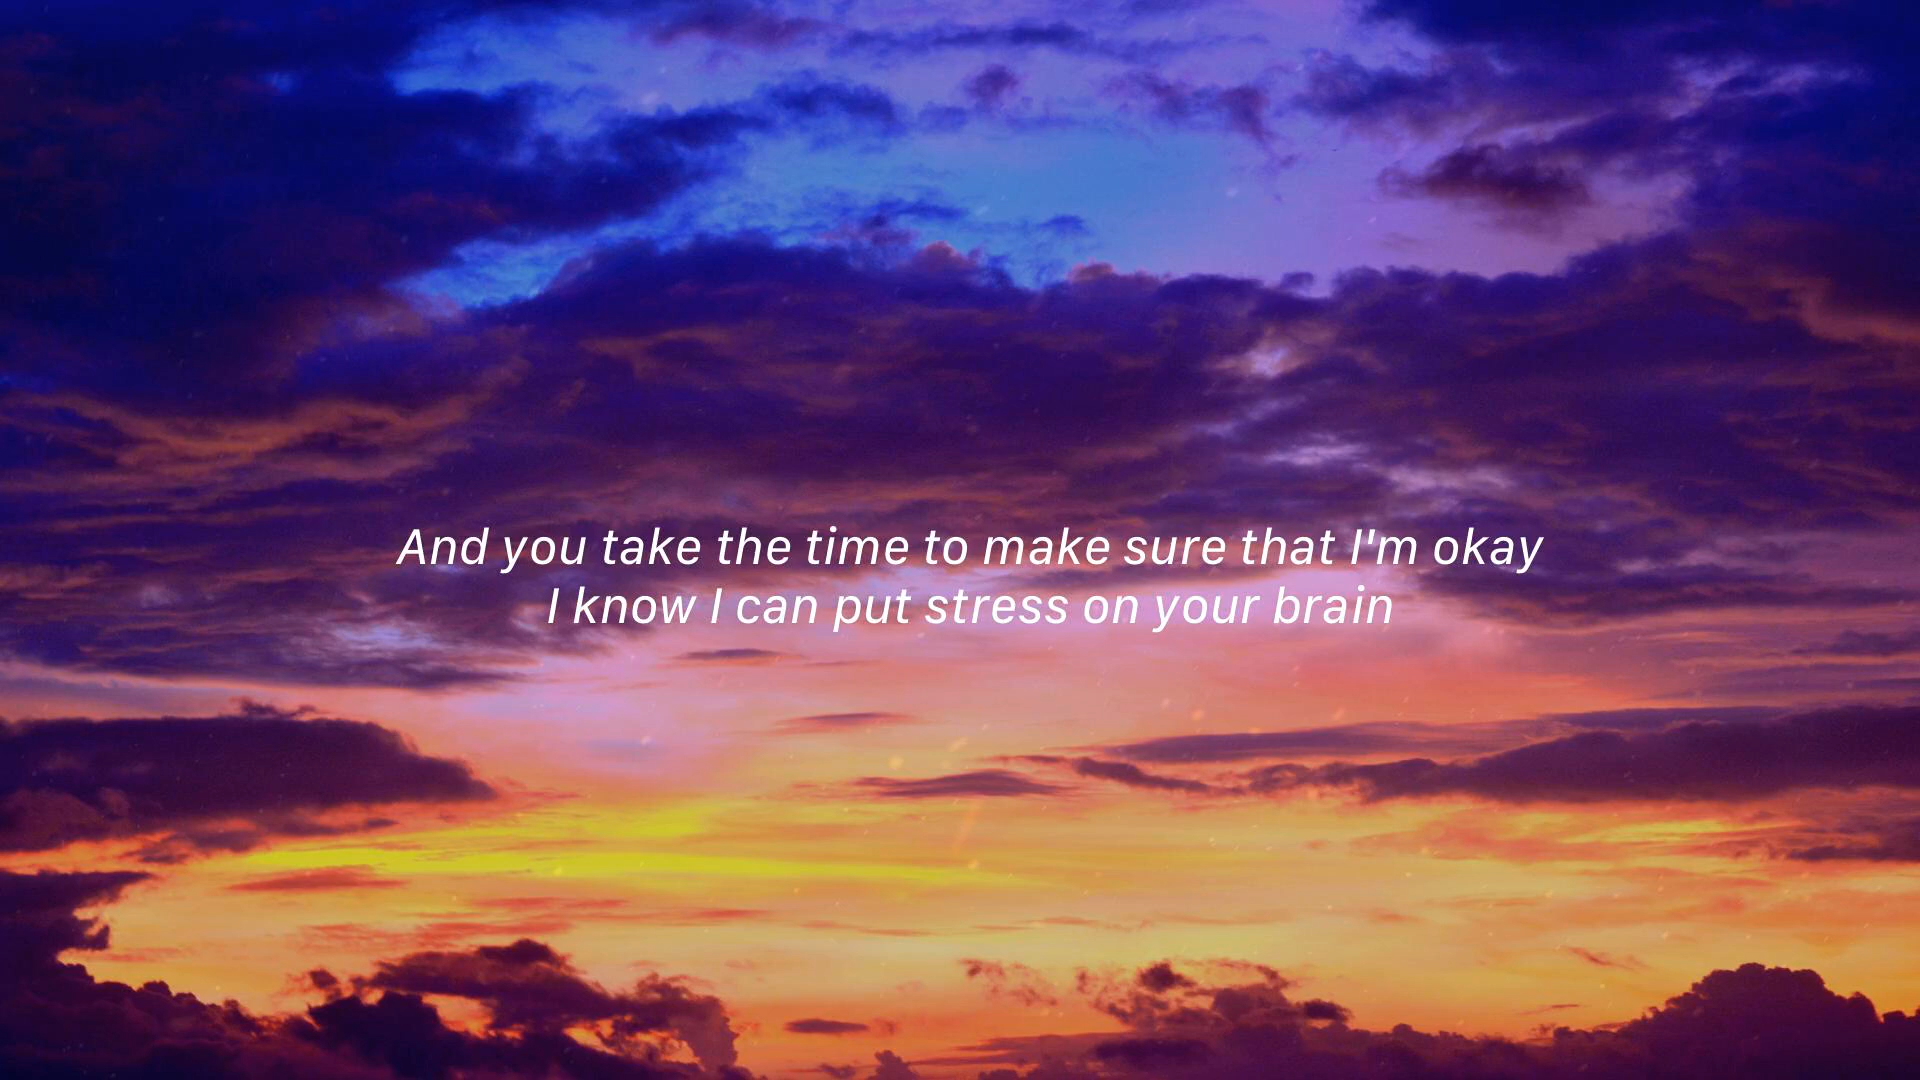 And you take the time to make sure that I'm okay
I know I can put stress on your brain